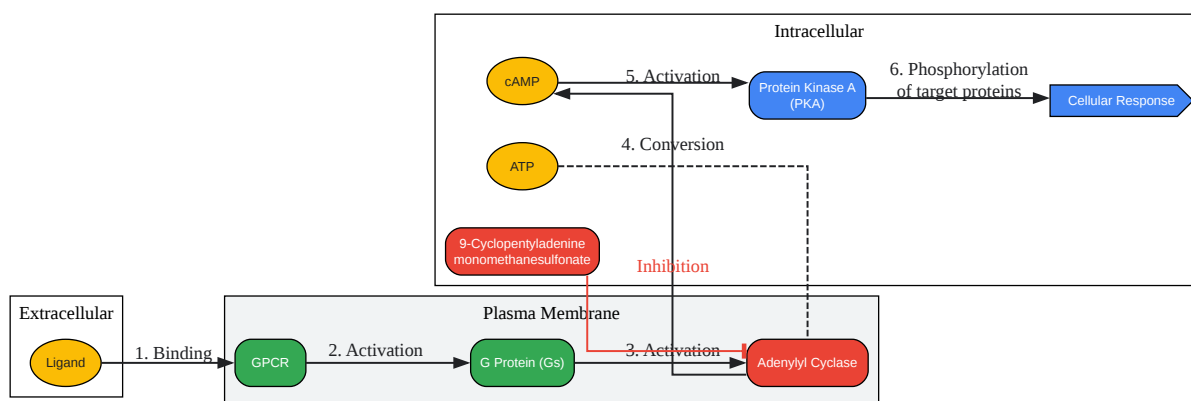 Intracellular
cAMP
5. Activation
Protein Kinase A
(PKA)
6. Phosphorylation
of target proteins
Cellular Response
ATP
4. Conversion
9-Cyclopentyladenine
monomethanesulfonate
Inhibition
Extracellular
Ligand
1. Binding
Plasma Membrane
GPCR
2. Activation
G Protein (Gs)
3. Activation
Adenylyl Cyclase